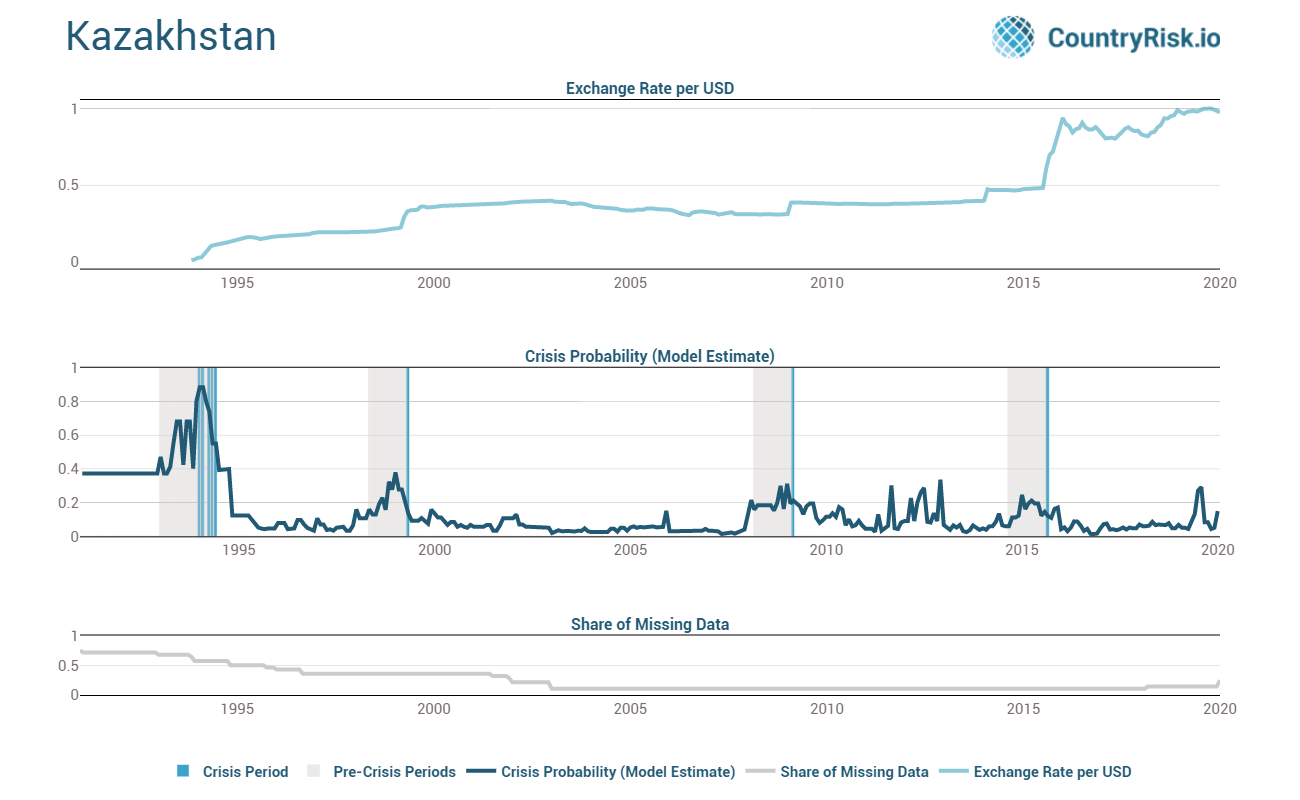 Kazakhstan
CountryRisk.io
Exchange Rate per USD
1
0.5
0
1995 2000 2005 2010 2015 2020
Crisis Probability (Model Estimate)
1
0.8
0.6
0.4
0.2
0
1995 2000 2005 2010 2015 2020
Share of Missing Data
1
0.5
0
1995 2000 2005 2010 2015 2020
Crisis Period Pre-Crisis Periods Crisis Probability (Model Estimate) Share of Missing Data Exchange Rate per USD